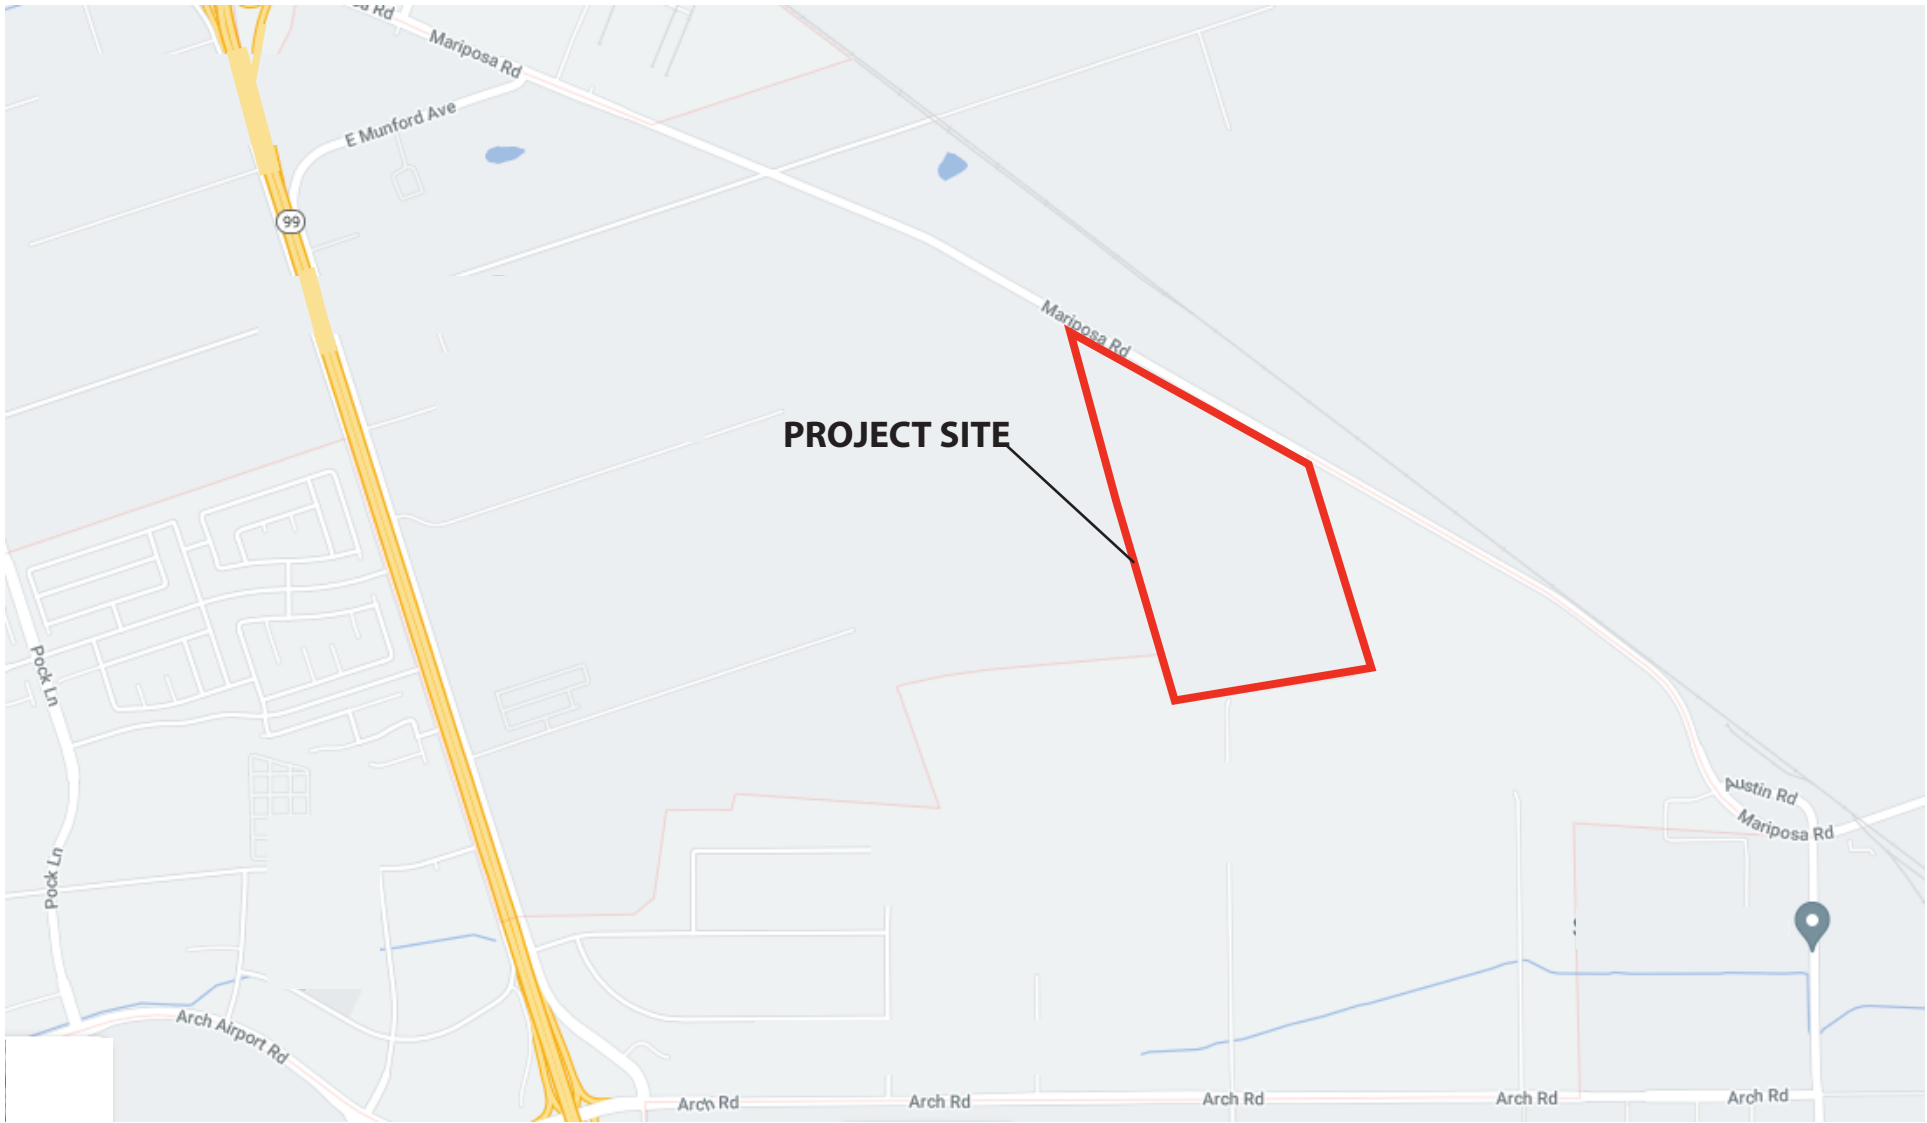 Mariposa Rd
E Munford Ave
99
Mariposa Rd
PROJECT SITE
Pock Ln
Austin Rd
Mariposa Rd
Pock Ln
Arch Airport Rd
Arch Rd
Arch Rd
Arch Rd
Arch Rd
Arch Rd